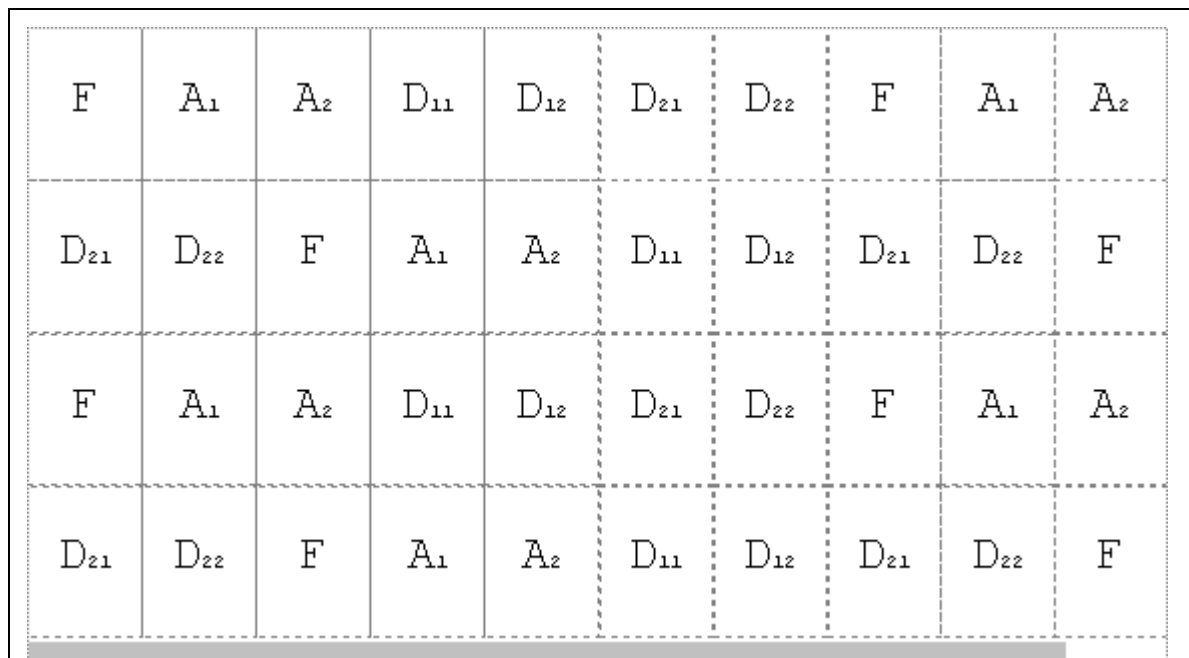 F A₁ A₂ D₁₁ D₁₂ D₂₁ D₂₂ F A₁ A₂
D₂₁ D₂₂ F A₁ A₂ D₁₁ D₁₂ D₂₁ D₂₂ F
F A₁ A₂ D₁₁ D₁₂ D₂₁ D₂₂ F A₁ A₂
D₂₁ D₂₂ F A₁ A₂ D₁₁ D₁₂ D₂₁ D₂₂ F